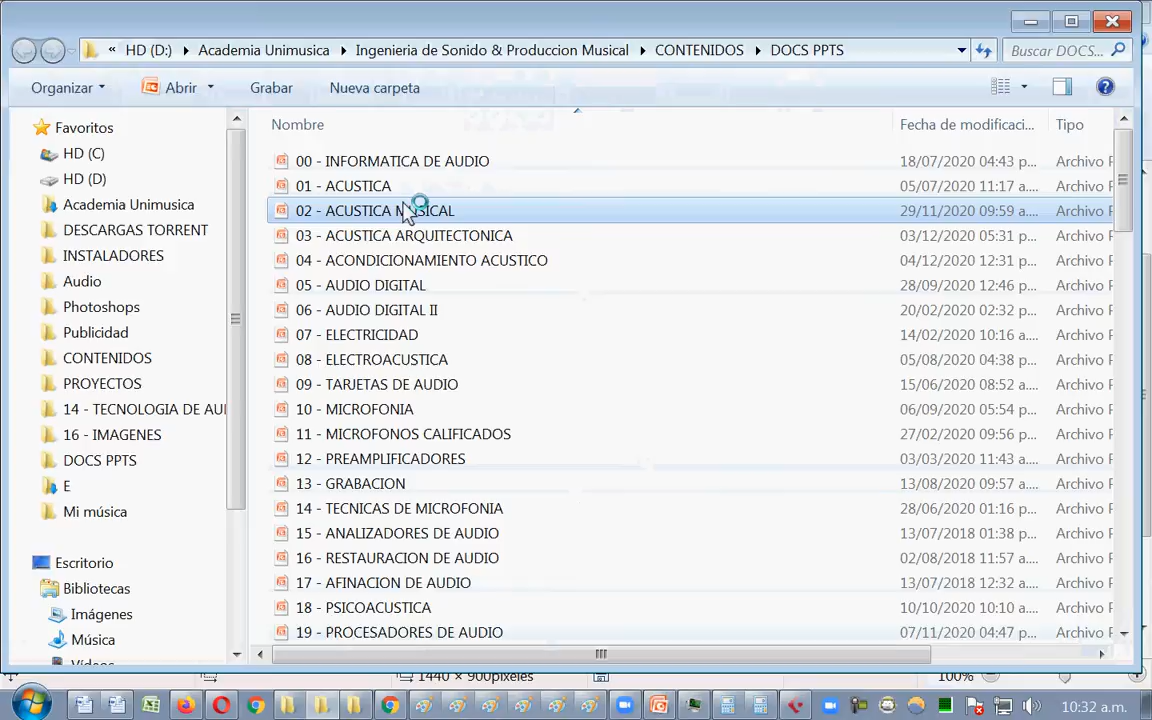 « HD (D:) ▸ Academia Unimusica ▸ Ingenieria de Sonido & Produccion Musical ▸ CONTENIDOS ▸ DOCS PPTS
Buscar DOCS...
Organizar Abrir Grabar Nueva carpeta
Nombre Fecha de modificaci... Tipo
Favoritos
HD (C)
HD (D)
Academia Unimusica
DESCARGAS TORRENT
INSTALADORES
Audio
Photoshops
Publicidad
CONTENIDOS
PROYECTOS
14 - TECNOLOGIA DE AU
16 - IMAGENES
DOCS PPTS
E
Mi música
Escritorio
Bibliotecas
Imágenes
Música
00 - INFORMATICA DE AUDIO 18/07/2020 04:43 p... Archivo P
01 - ACUSTICA 05/07/2020 11:17 a.... Archivo P
02 - ACUSTICA MUSICAL 29/11/2020 09:59 a.... Archivo P
03 - ACUSTICA ARQUITECTONICA 03/12/2020 05:31 p... Archivo P
04 - ACONDICIONAMIENTO ACUSTICO 04/12/2020 12:31 p... Archivo P
05 - AUDIO DIGITAL 28/09/2020 12:46 p... Archivo P
06 - AUDIO DIGITAL II 20/02/2020 02:32 p... Archivo P
07 - ELECTRICIDAD 14/02/2020 10:16 a.... Archivo P
08 - ELECTROACUSTICA 05/08/2020 04:38 p... Archivo P
09 - TARJETAS DE AUDIO 15/06/2020 08:52 a.... Archivo P
10 - MICROFONIA 06/09/2020 05:54 p... Archivo P
11 - MICROFONOS CALIFICADOS 27/02/2020 09:56 a.... Archivo P
12 - PREAMPLIFICADORES 03/03/2020 11:43 a.... Archivo P
13 - GRABACION 13/08/2020 09:57 a.... Archivo P
14 - TECNICAS DE MICROFONIA 28/06/2020 01:16 p... Archivo P
15 - ANALIZADORES DE AUDIO 13/07/2018 01:38 p... Archivo P
16 - RESTAURACION DE AUDIO 02/08/2018 11:57 a.... Archivo P
17 - AFINACION DE AUDIO 13/07/2018 12:32 a.... Archivo P
18 - PSICOACUSTICA 10/10/2020 10:10 a.... Archivo P
19 - PROCESADORES DE AUDIO 07/11/2020 04:47 p... Archivo P
1440 × 900píxeles 100%
10:32 a.m.